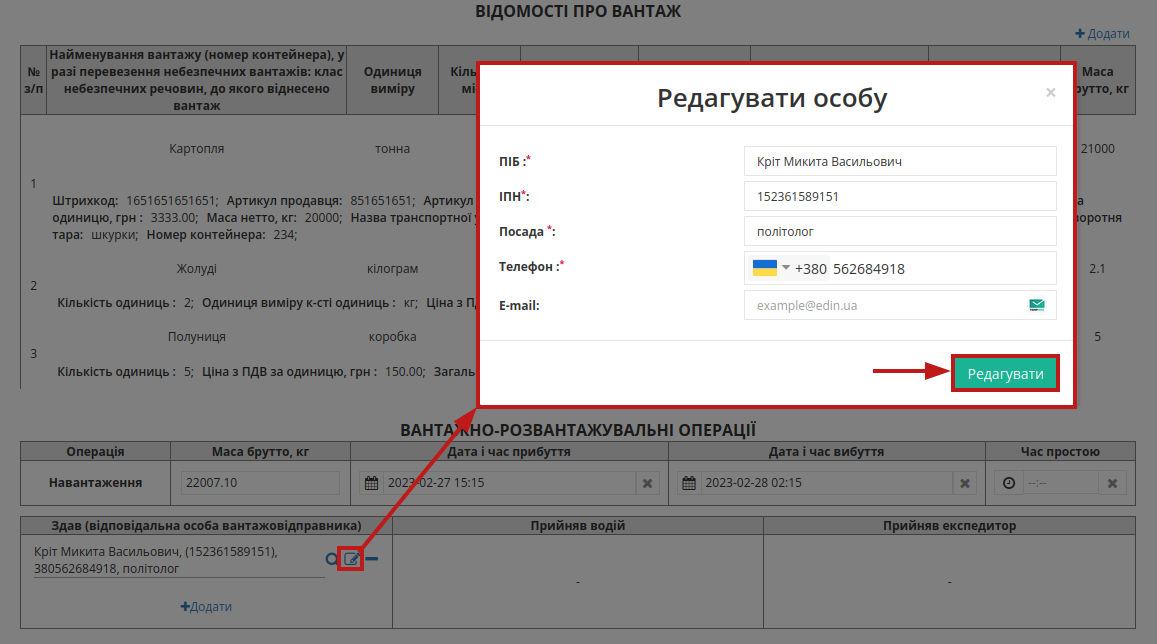 ВІДОМОСТІ ПРО ВАНТАЖ
Додати
№ з/п
Найменування вантажу (номер контейнера), у
разі перевезення небезпечних вантажів: клас
небезпечних речовин, до якого віднесено
вантаж
Одиниця
виміру
Маса
кг
Картопля
тонна
21000
1
Штрихкод: 1651651651651; Артикул продавця: 851651651; Артикул
одиницю, грн : 3333.00; Маса нетто, кг: 20000; Назва транспортної
тара: шкурки; Номер контейнера: 234;
Жолуді
кілограм
2.1
2
Кількість одиниць : 2; Одиниця виміру к-сті одиниць : кг; Ціна з
Полуниця
коробка
5
3
Кількість одиниць : 5; Ціна з ПДВ за одиницю, грн : 150.00;
Редагувати особу
×
ПІБ :*
Кріт Микита Васильович
ІПН*:
152361589151
Посада *:
політолог
Телефон :*
+380 562684918
E-mail:
example@edin.ua
Редагувати
ВАНТАЖНО-РОЗВАНТАЖУВАЛЬНІ ОПЕРАЦІЇ
Операція
Маса брутто, кг
Дата і час прибуття
Дата і час вибуття
Час простою
Навантаження
22007.10
2023-02-27 15:15
2023-02-28 02:15
--:--
Здав (відповідальна особа вантажовідправника)
Прийняв водій
Прийняв експедитор
Кріт Микита Васильович, (152361589151),
380562684918, політолог
-
-
Додати